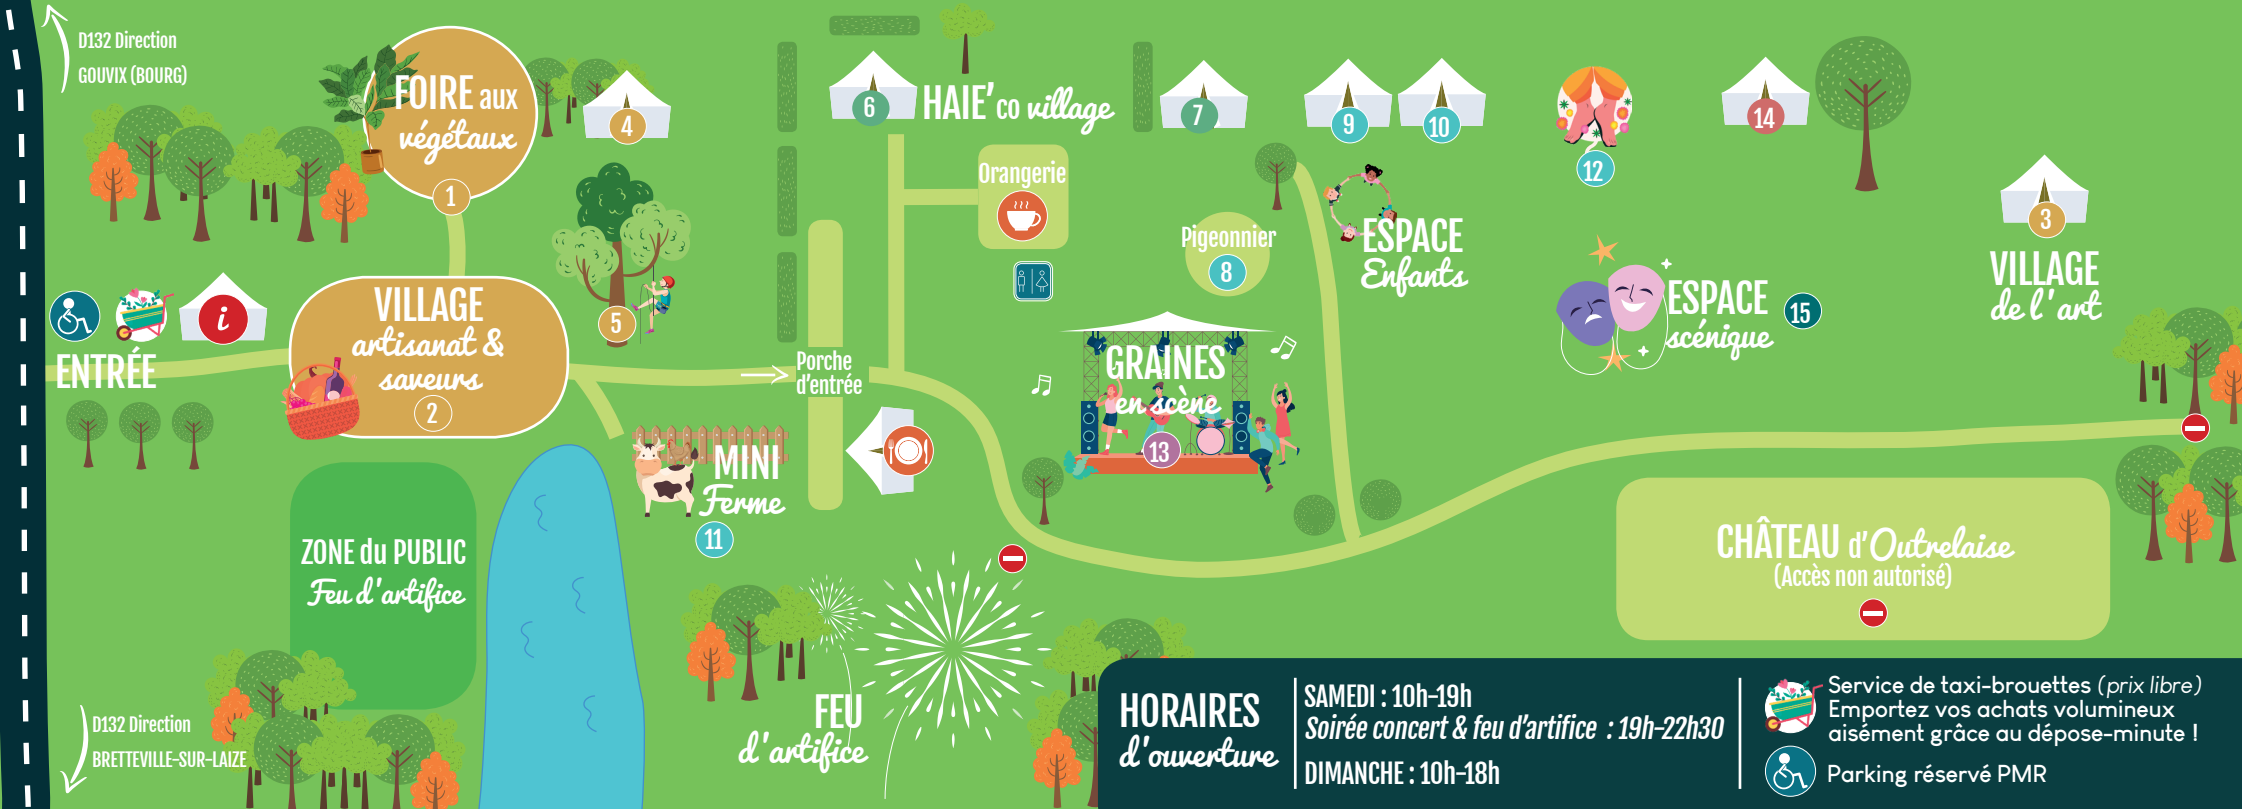 D132 Direction
GOUVIX (BOURG)
FOIRE aux
végétaux
1
4
6
HAIE' co village
7
9
10
12
14
3
VILLAGE
de l' art
Orangerie
Pigeonnier
8
ESPACE
Enfants
ESPACE
scénique
15
i
ENTRÉE
VILLAGE
artisanat &
saveurs
2
5
Porche
d'entrée
GRAINES
en scène
13
MINI
Ferme
11
ZONE du PUBLIC
Feu d'artifice
CHÂTEAU d'Outrelaise
(Accès non autorisé)
FEU
d'artifice
D132 Direction
BRETTEVILLE-SUR-LAIZE
HORAIRES
d'ouverture
SAMEDI : 10h-19h
Soirée concert & feu d'artifice : 19h-22h30
DIMANCHE : 10h-18h
Service de taxi-brouettes (prix libre)
Emportez vos achats volumineux
aisément grâce au dépose-minute !
Parking réservé PMR